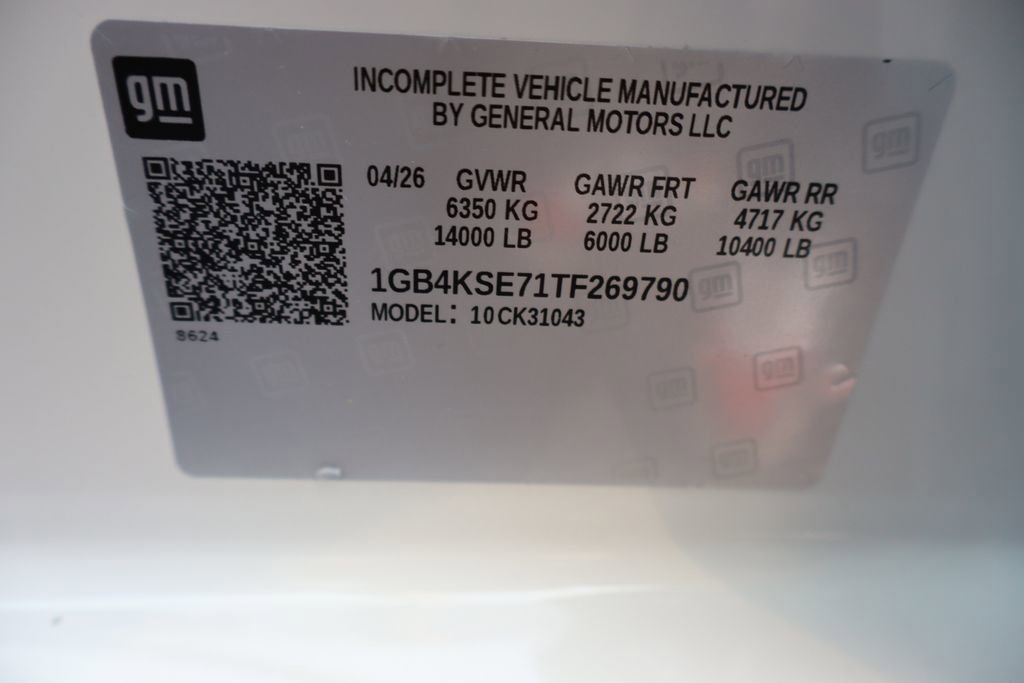 gm
INCOMPLETE VEHICLE MANUFACTURED
BY GENERAL MOTORS LLC
04/26 GVWR GAWR FRT GAWR RR
6350 KG 2722 KG 4717 KG
14000 LB 6000 LB 10400 LB
1GB4KSE71TF269790
MODEL: 10CK31043
8624